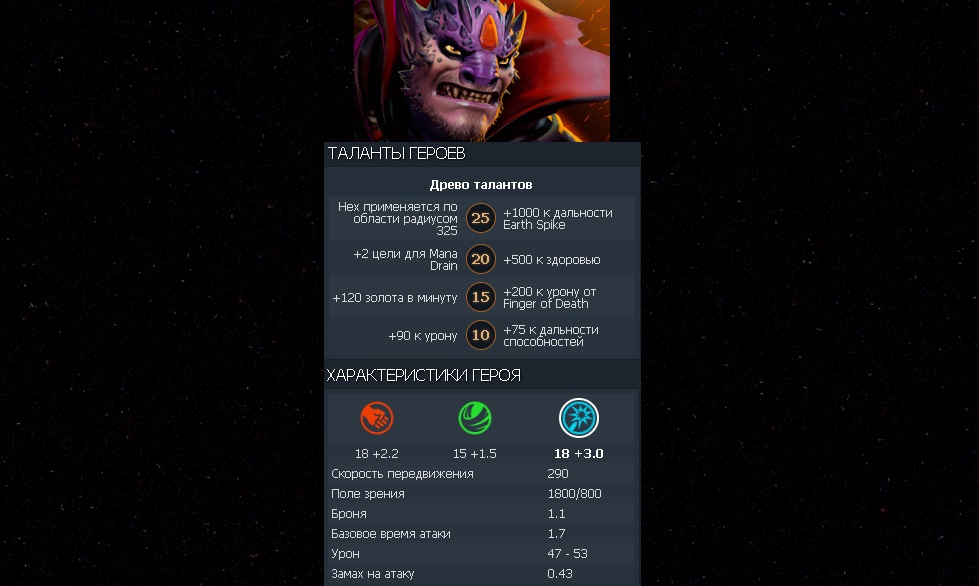 ТАЛАНТЫ ГЕРОЕВ
Древо талантов
Hex применяется по
области радиусом
325
25
+1000 к дальности
Earth Spike
+2 цели для Mana
Drain
20
+500 к здоровью
+120 золота в минуту
15
+200 к урону от
Finger of Death
+90 к урону
10
+75 к дальности
способностей
ХАРАКТЕРИСТИКИ ГЕРОЯ
18 +2.2 15 +1.5 18 +3.0
Скорость передвижения 290
Поле зрения 1800/800
Броня 1.1
Базовое время атаки 1.7
Урон 47 - 53
Замах на атаку 0.43